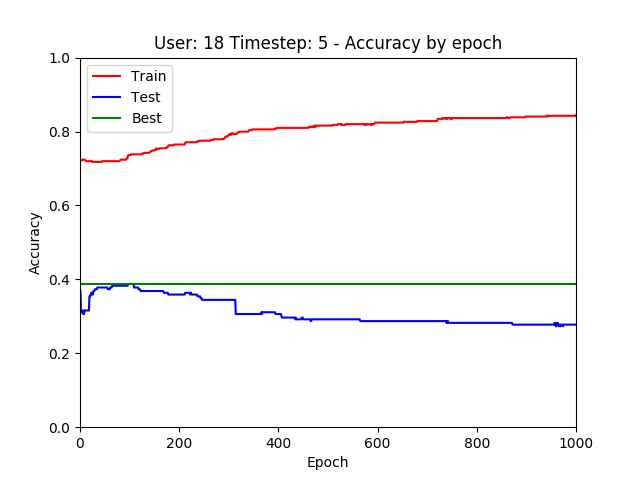 User: 18 Timestep: 5 - Accuracy by epoch
1.0
Train
Test
Best
0.8
0.6
Accuracy
0.4
0.2
0.0
0 200 400 600 800 1000
Epoch